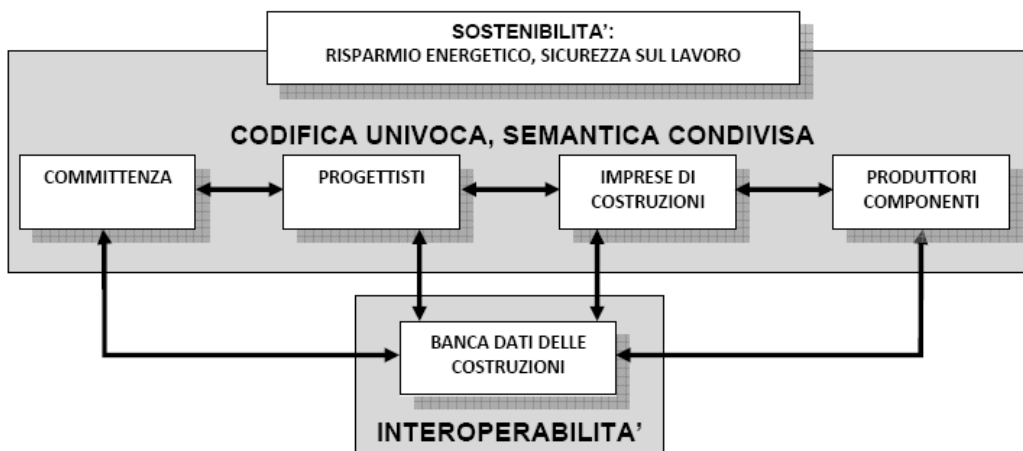 SOSTENIBILITA’:
RISPARMIO ENERGETICO, SICUREZZA SUL LAVORO
CODIFICA UNIVOCA, SEMANTICA CONDIVISA
COMMITTENZA
PROGETTISTI
IMPRESE DI
COSTRUZIONI
PRODUTTORI
COMPONENTI
BANCA DATI DELLE
COSTRUZIONI
INTEROPERABILITA’